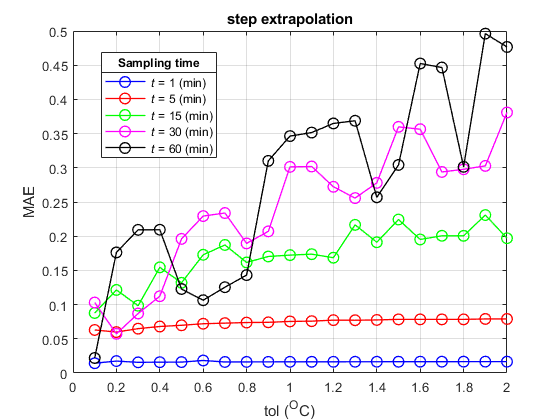 step extrapolation
Sampling time
t = 1 (min)
t = 5 (min)
t = 15 (min)
t = 30 (min)
t = 60 (min)
MAE
0.5
0.45
0.4
0.35
0.3
0.25
0.2
0.15
0.1
0.05
0
0 0.2 0.4 0.6 0.8 1 1.2 1.4 1.6 1.8 2
tol (°C)